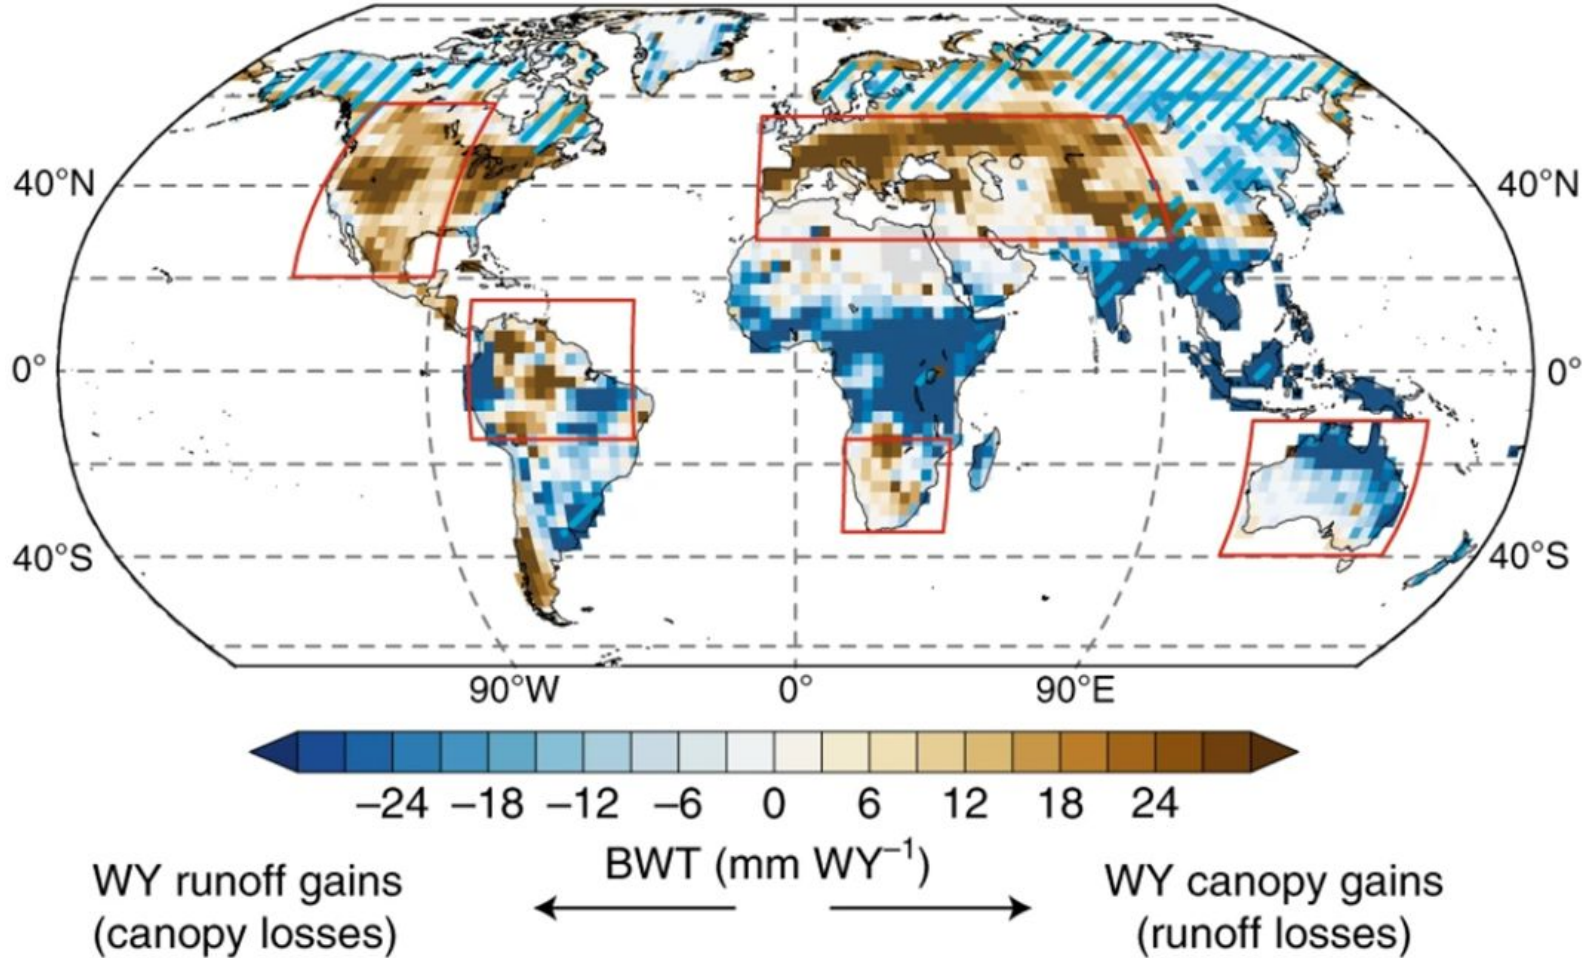 40°N 40°N
0° 0°
40°S 40°S
90°W 0° 90°E
–24 –18 –12 –6 0 6 12 18 24
BWT (mm WY⁻¹)
WY runoff gains
(canopy losses)
WY canopy gains
(runoff losses)